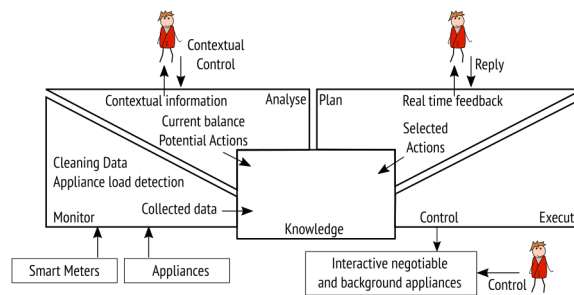 Contextual
Control
Reply
Contextual information
Analyse
Plan
Real time feedback
Current balance
Potential Actions
Selected
Actions
Cleaning Data
Appliance load detection
Collected data
Monitor
Knowledge
Control
Execut
Smart Meters
Appliances
Interactive negotiable
and background appliances
Control